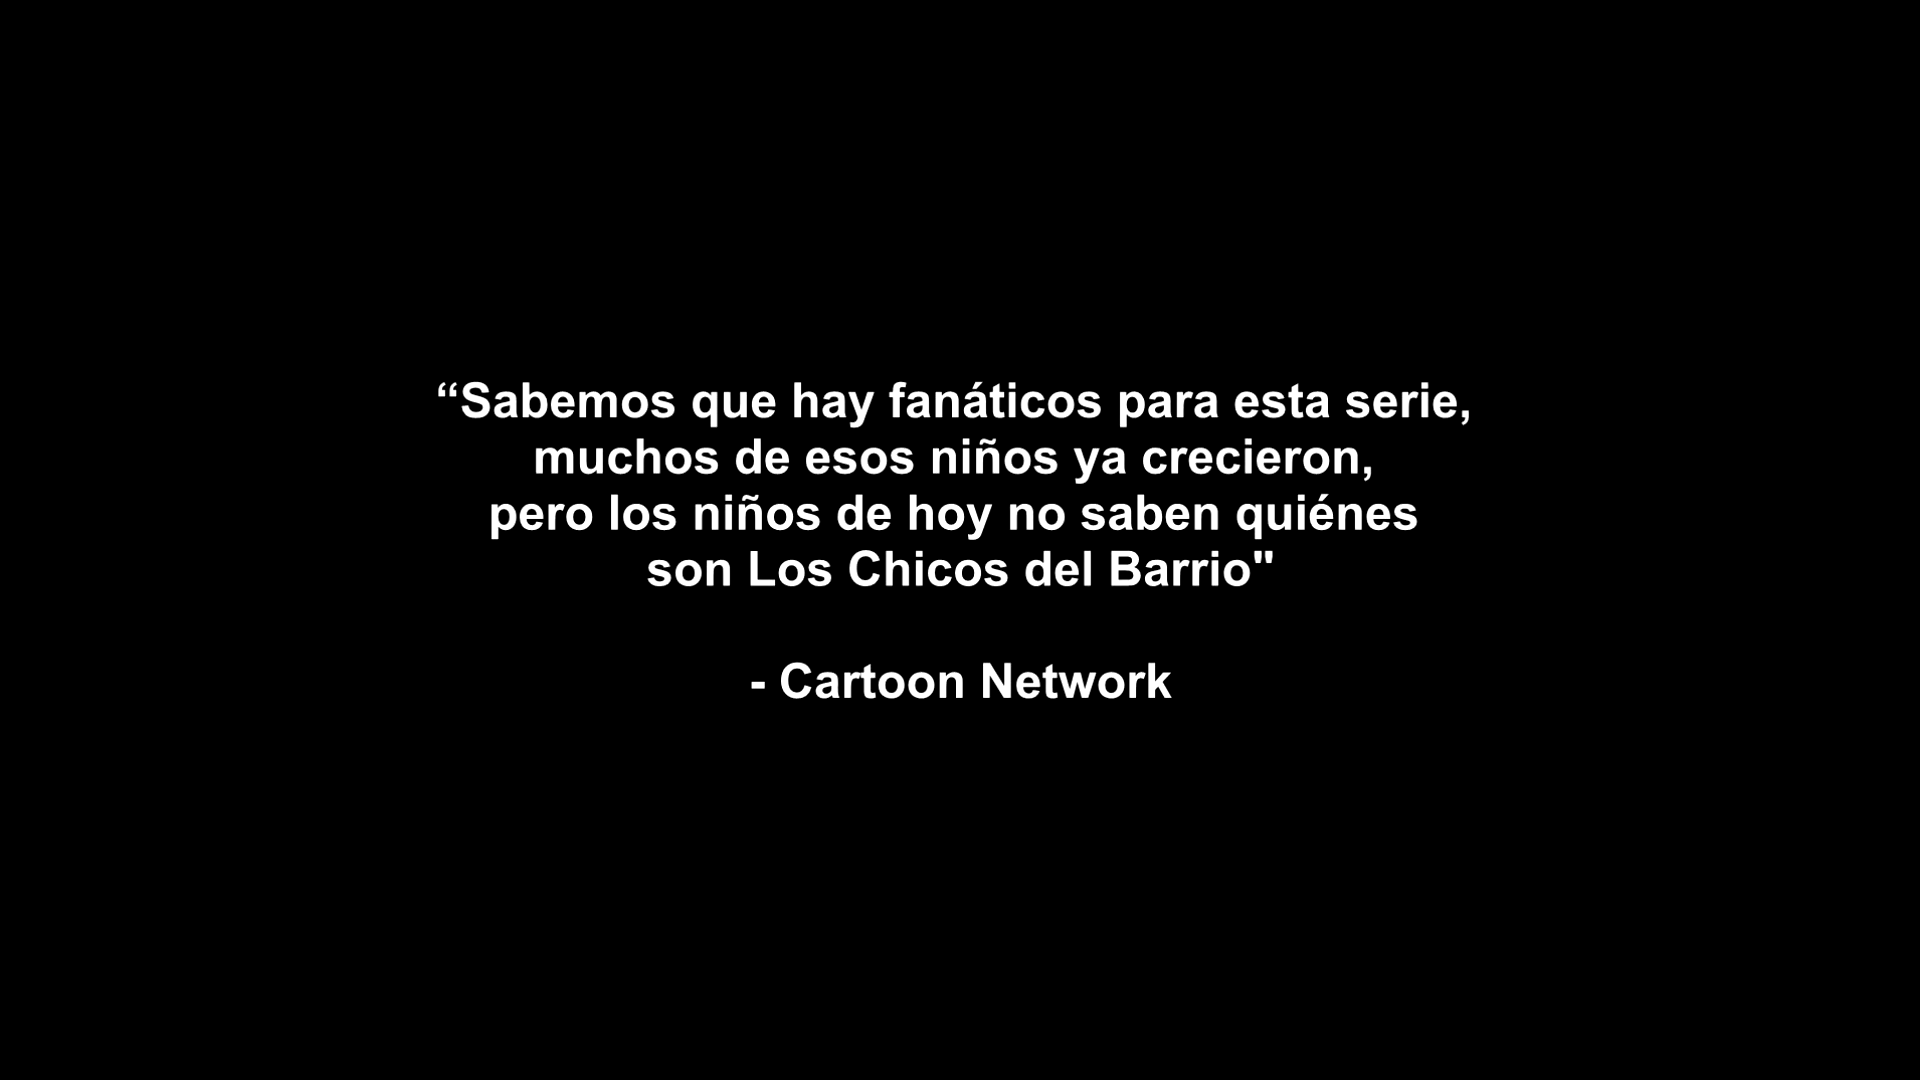 “Sabemos que hay fanáticos para esta serie,
muchos de esos niños ya crecieron,
pero los niños de hoy no saben quiénes
son Los Chicos del Barrio"
- Cartoon Network